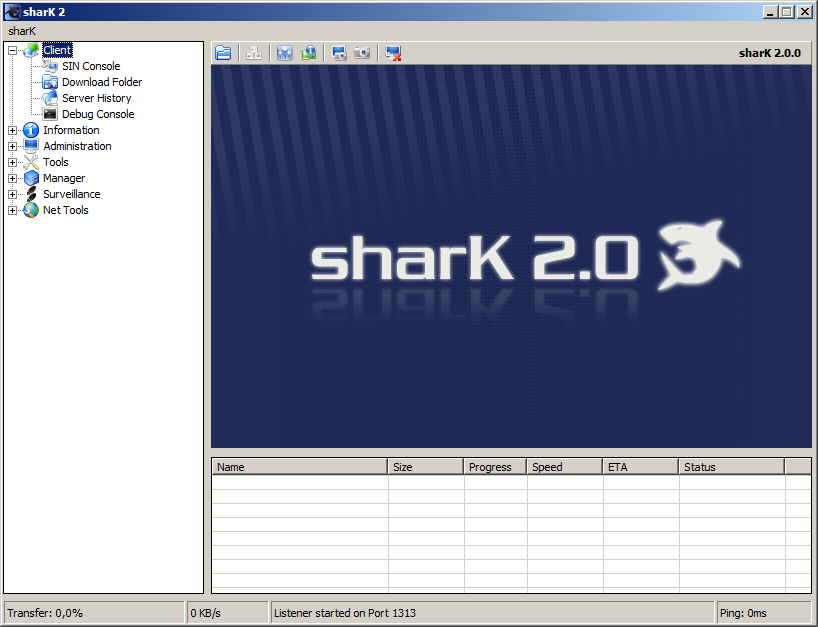 sharK 2
sharK
Client
SIN Console
Download Folder
Server History
Debug Console
Information
Administration
Tools
Manager
Surveillance
Net Tools
sharK 2.0.0
sharK 2.0
Name Size Progress Speed ETA Status
Transfer: 0,0% 0 KB/s Listener started on Port 1313 Ping: 0ms